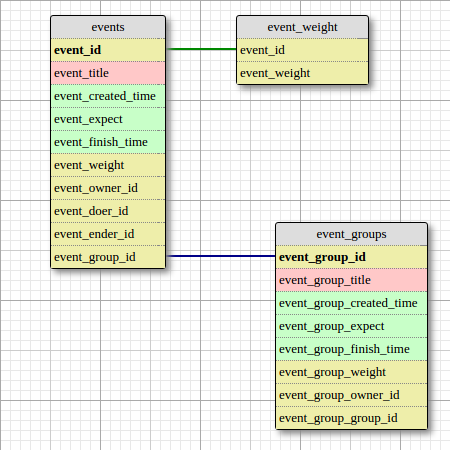 events
event_id
event_title
event_created_time
event_expect
event_finish_time
event_weight
event_owner_id
event_doer_id
event_ender_id
event_group_id
event_weight
event_id
event_weight
event_groups
event_group_id
event_group_title
event_group_created_time
event_group_expect
event_group_finish_time
event_group_weight
event_group_owner_id
event_group_group_id